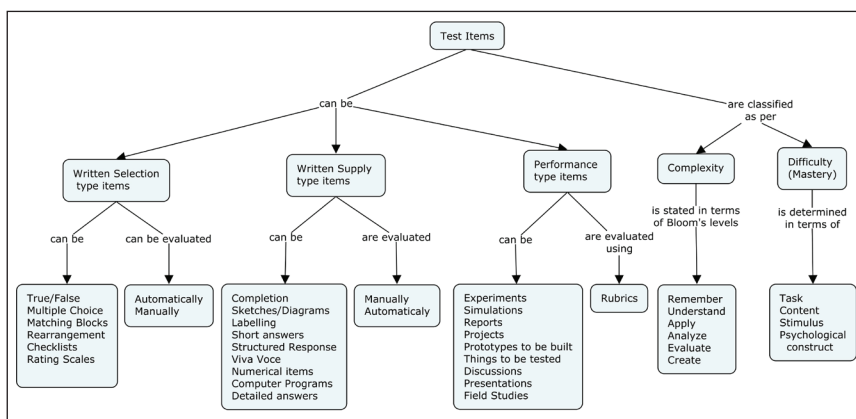 Test Items
can be
are classified
as per
Written Selection
type items
Written Supply
type items
Performance
type items
Complexity
Difficulty
(Mastery)
can be
can be evaluated
can be
are evaluated
can be
are evaluated
using
is stated in terms
of Bloom's levels
is determined
in terms of
True/False
Multiple Choice
Matching Blocks
Rearrangement
Checklists
Rating Scales
Automatically
Manually
Completion
Sketches/Diagrams
Labelling
Short answers
Structured Response
Viva Voce
Numerical items
Computer Programs
Detailed answers
Manually
Automaticaly
Experiments
Simulations
Reports
Projects
Prototypes to be built
Things to be tested
Discussions
Presentations
Field Studies
Rubrics
Remember
Understand
Apply
Analyze
Evaluate
Create
Task
Content
Stimulus
Psychological
construct